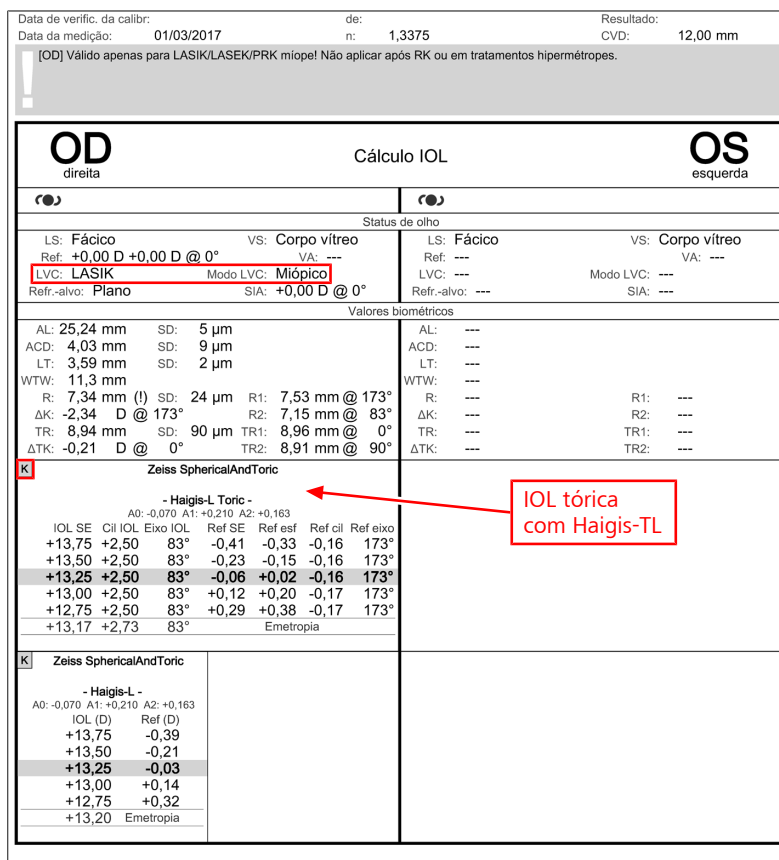 Data de verific. da calibr: de: Resultado:
Data da medição: 01/03/2017 n: 1,3375 CVD: 12,00 mm
! [OD] Válido apenas para LASIK/LASEK/PRK míope! Não aplicar após RK ou em tratamentos hipermétropes.
OD Cálculo IOL OS
direita esquerda
Status de olho
LS: Fácico VS: Corpo vítreo LS: Fácico VS: Corpo vítreo
Ref: +0,00 D +0,00 D @ 0° VA: --- Ref: --- VA: ---
LVC: LASIK Modo LVC: Miópico LVC: --- Modo LVC: ---
Refr.-alvo: Plano SIA: +0,00 D @ 0° Refr.-alvo: --- SIA: ---
Valores biométricos
AL: 25,24 mm SD: 5 µm AL: ---
ACD: 4,03 mm SD: 9 µm ACD: ---
LT: 3,59 mm SD: 2 µm LT: ---
WTW: 11,3 mm WTW: ---
R: 7,34 mm (!) SD: 24 µm R1: 7,53 mm @ 173° R: --- R1: ---
ΔK: -2,34 D @ 173° R2: 7,15 mm @ 83° ΔK: --- R2: ---
TR: 8,94 mm SD: 90 µm TR1: 8,96 mm @ 0° TR: --- TR1: ---
ΔTK: -0,21 D @ 0° TR2: 8,91 mm @ 90° ΔTK: --- TR2: ---
K Zeiss SphericalAndToric
- Haigis-L Toric -
A0: -0,070 A1: +0,210 A2: +0,163
IOL SE Cil IOL Eixo IOL Ref SE Ref esf Ref cil Ref eixo
+13,75 +2,50 83° -0,41 -0,33 -0,16 173°
+13,50 +2,50 83° -0,23 -0,15 -0,16 173°
+13,25 +2,50 83° -0,06 +0,02 -0,16 173°
+13,00 +2,50 83° +0,12 +0,20 -0,17 173°
+12,75 +2,50 83° +0,29 +0,38 -0,17 173°
+13,17 +2,73 83° Emetropia
IOL tórica
com Haigis-TL
K Zeiss SphericalAndToric
- Haigis-L -
A0: -0,070 A1: +0,210 A2: +0,163
IOL (D) Ref (D)
+13,75 -0,39
+13,50 -0,21
+13,25 -0,03
+13,00 +0,14
+12,75 +0,32
+13,20 Emetropia